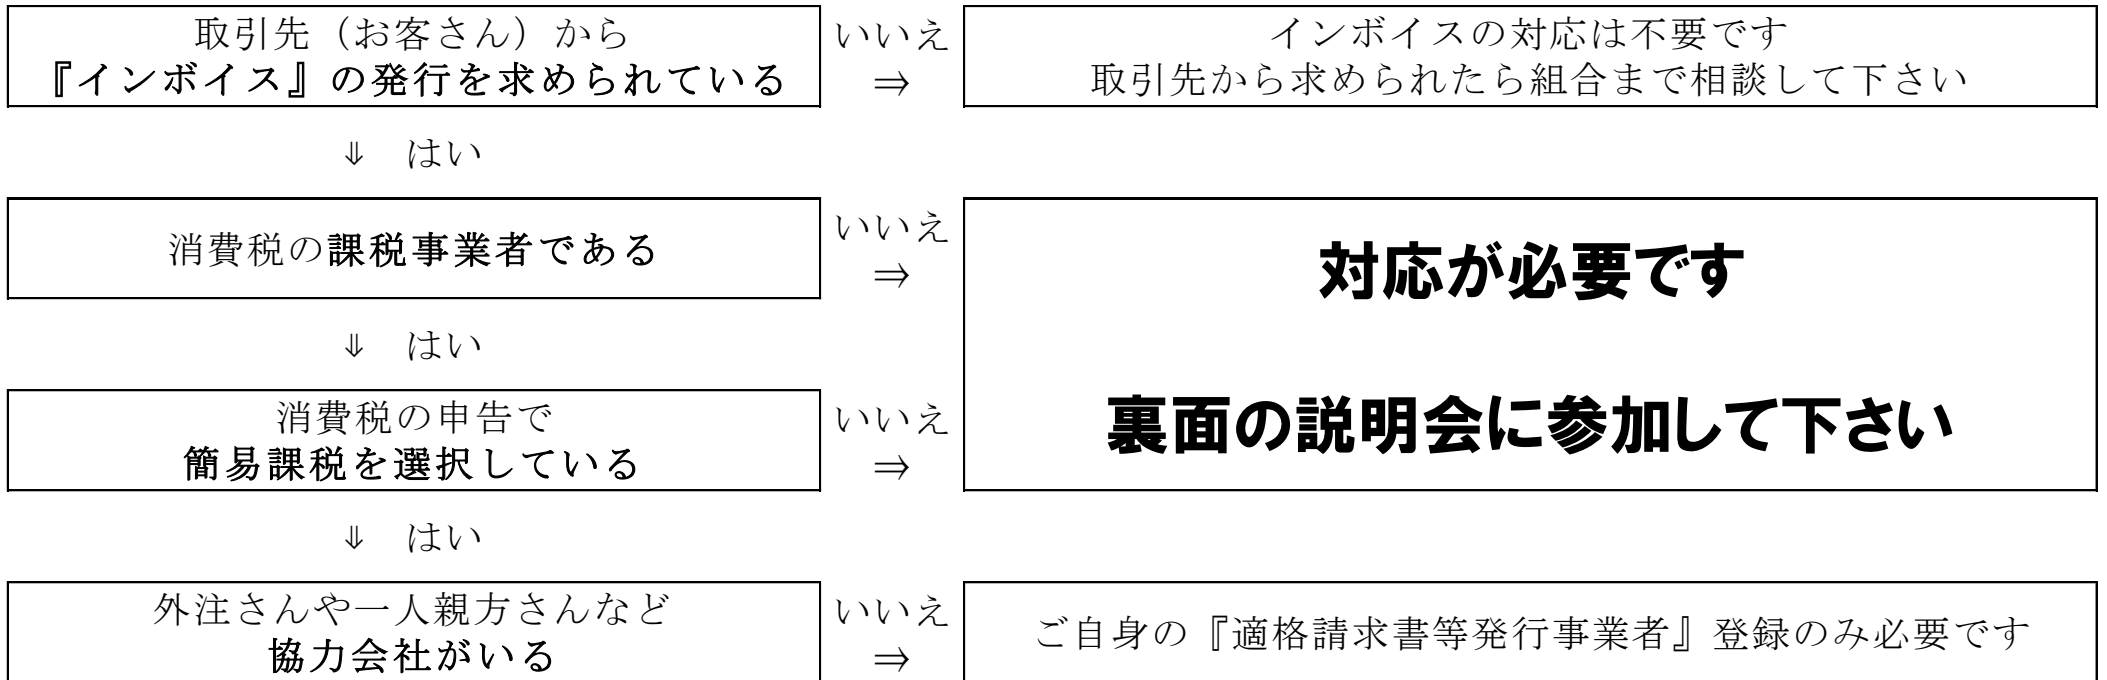 取引先（お客さん）から
『インボイス』の発行を求められている
いいえ
⇒
インボイスの対応は不要です
取引先から求められたら組合まで相談して下さい
⇓　はい
消費税の課税事業者である
いいえ
⇒
対応が必要です
裏面の説明会に参加して下さい
⇓　はい
消費税の申告で
簡易課税を選択している
いいえ
⇒
⇓　はい
外注さんや一人親方さんなど
協力会社がいる
いいえ
⇒
ご自身の『適格請求書等発行事業者』登録のみ必要です